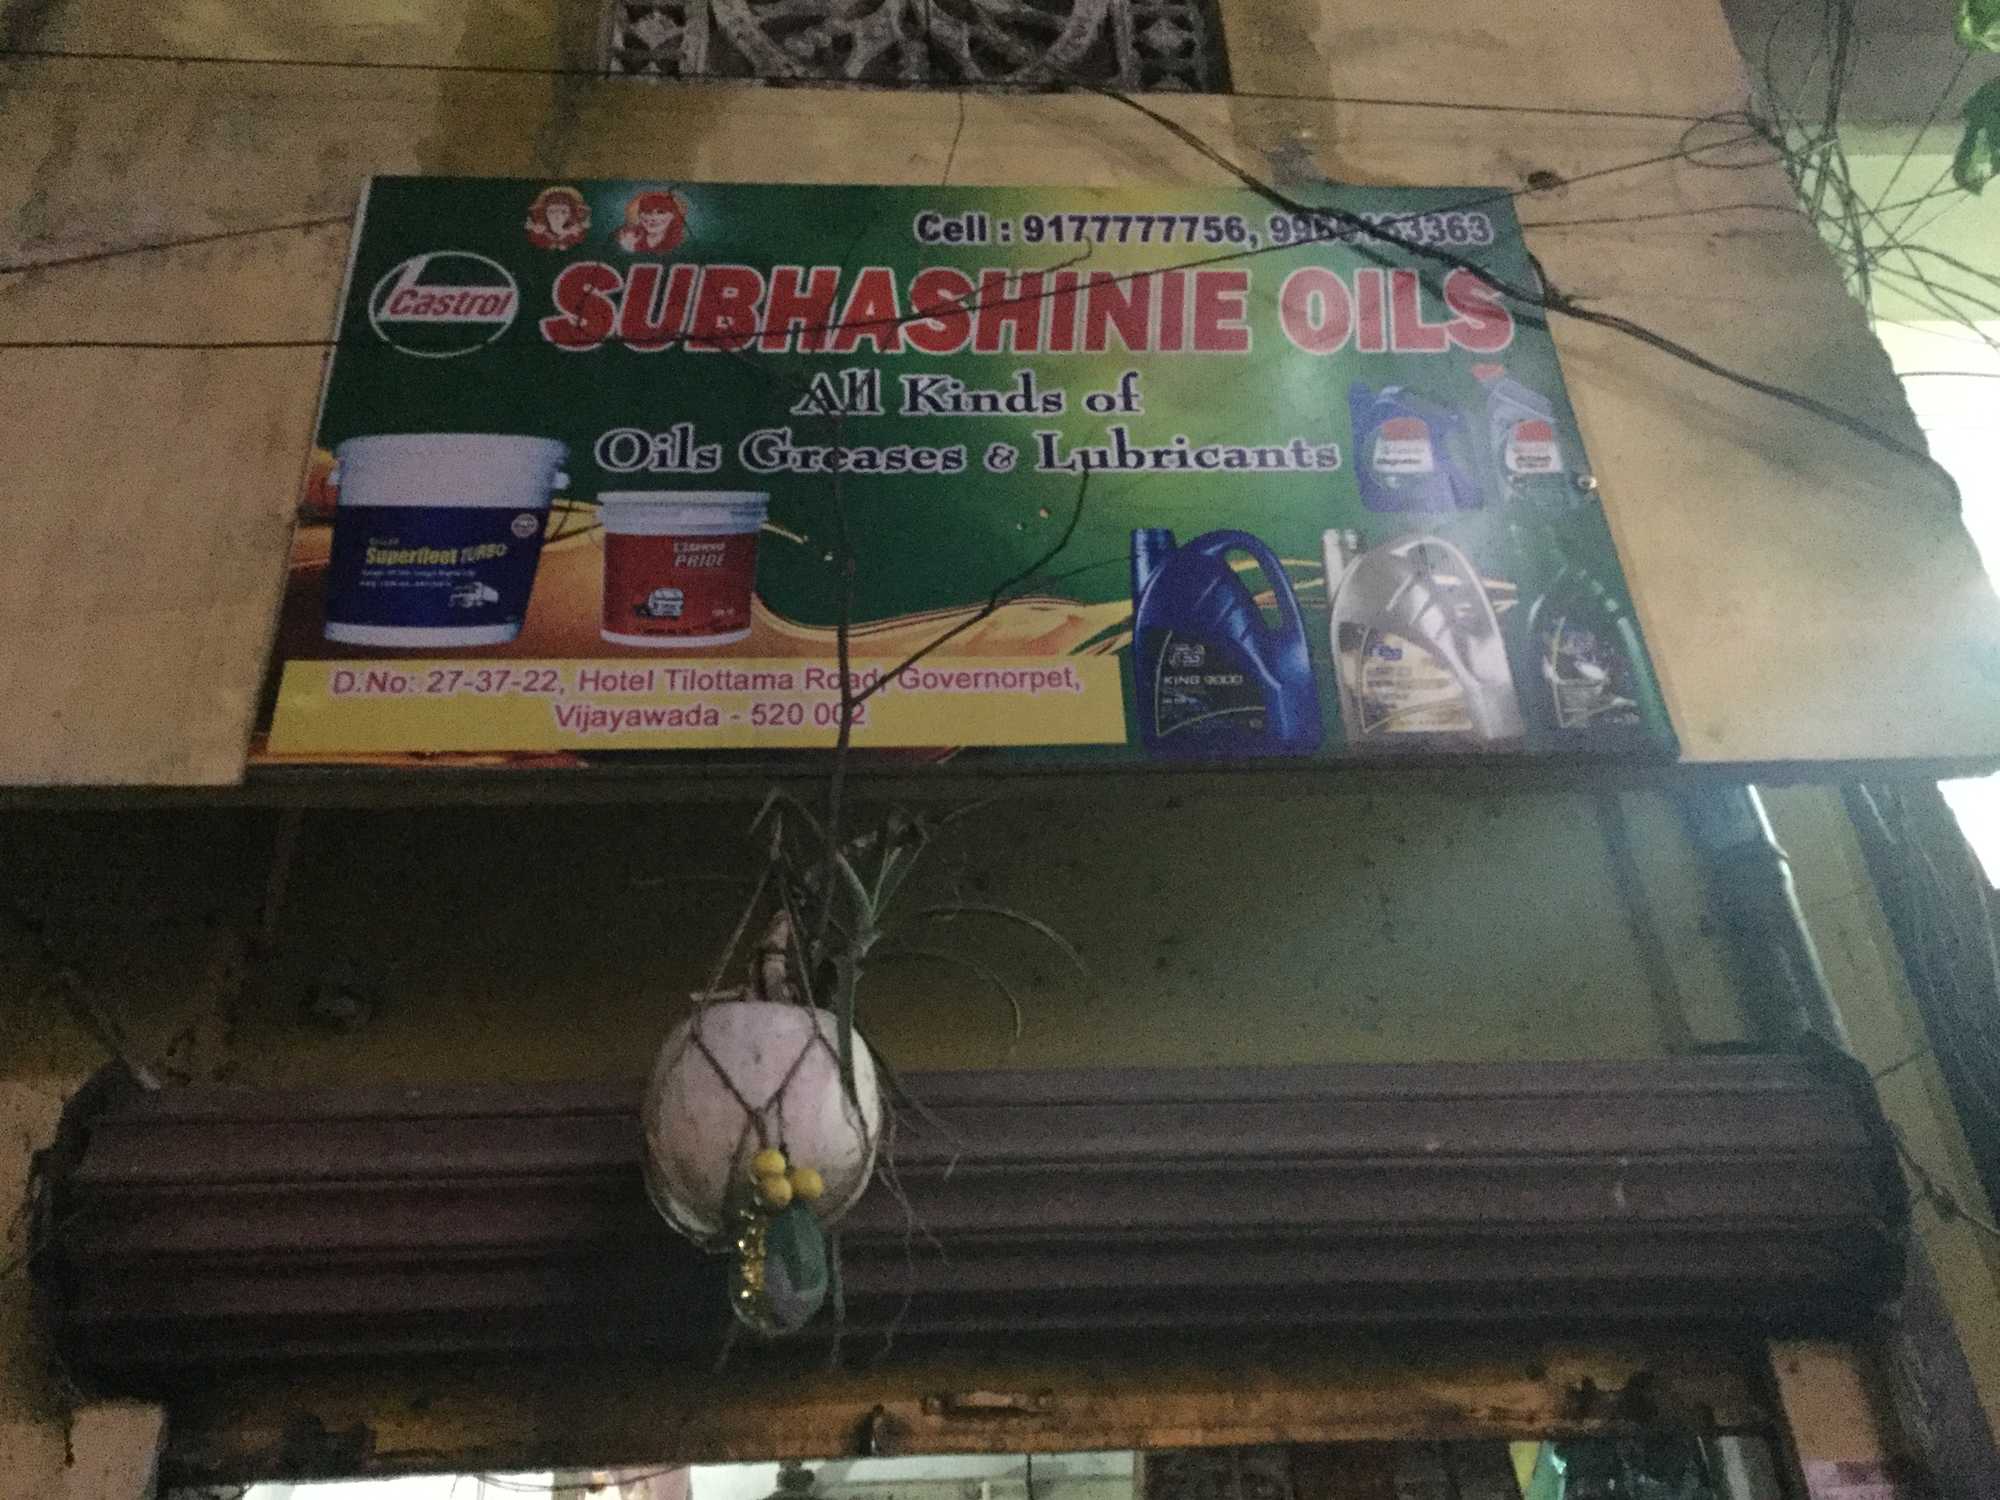 Cell : 9177777756,
Castrol
SUBHASHINIE OILS
All Kinds of
Oils Greases & Lubricants
Superfleet TURBO
PRIDE
KING 9000
D.No: 27-37-22, Hotel Tilottama Road, Governorpet,
Vijayawada - 520 002